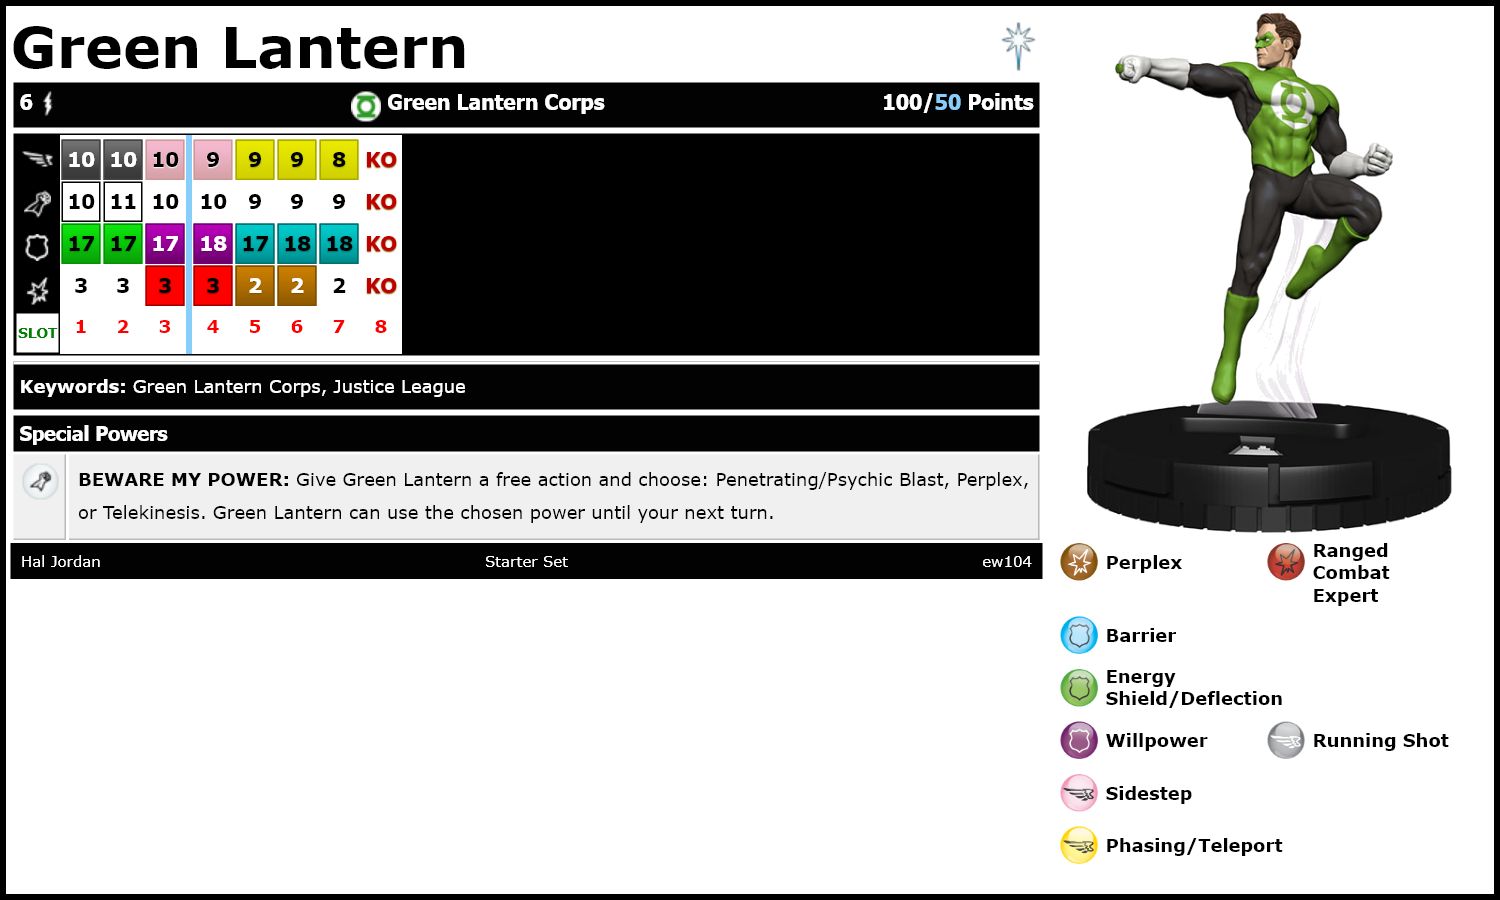 Green Lantern
6 Green Lantern Corps 100/50 Points
10 10 10 9 9 9 8 KO
10 11 10 10 9 9 9 KO
17 17 17 18 17 18 18 KO
3 3 3 3 2 2 2 KO
SLOT 1 2 3 4 5 6 7 8
Keywords: Green Lantern Corps, Justice League
Special Powers
BEWARE MY POWER: Give Green Lantern a free action and choose: Penetrating/Psychic Blast, Perplex,
or Telekinesis. Green Lantern can use the chosen power until your next turn.
Hal Jordan Starter Set ew104
Perplex
Ranged
Combat
Expert
Barrier
Energy
Shield/Deflection
Willpower
Running Shot
Sidestep
Phasing/Teleport